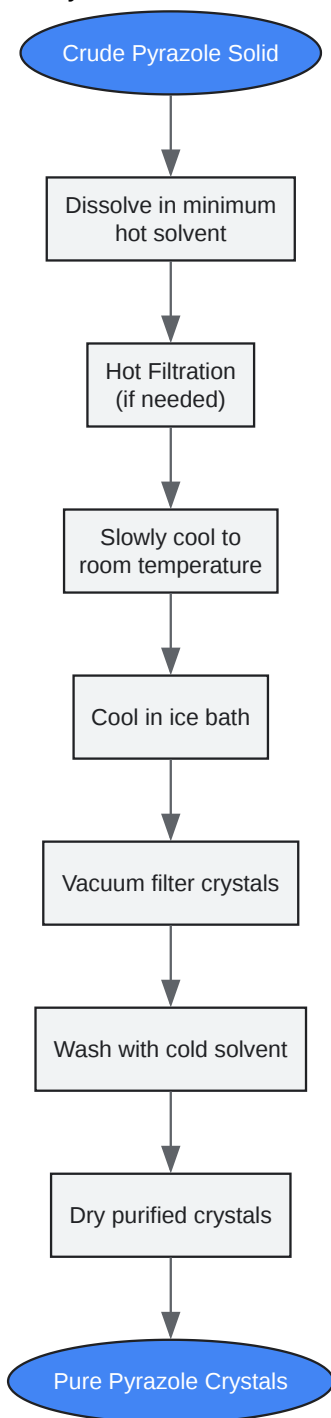 Crude Pyrazole Solid
Dissolve in minimum
hot solvent
Hot Filtration
(if needed)
Slowly cool to
room temperature
Cool in ice bath
Vacuum filter crystals
Wash with cold solvent
Dry purified crystals
Pure Pyrazole Crystals